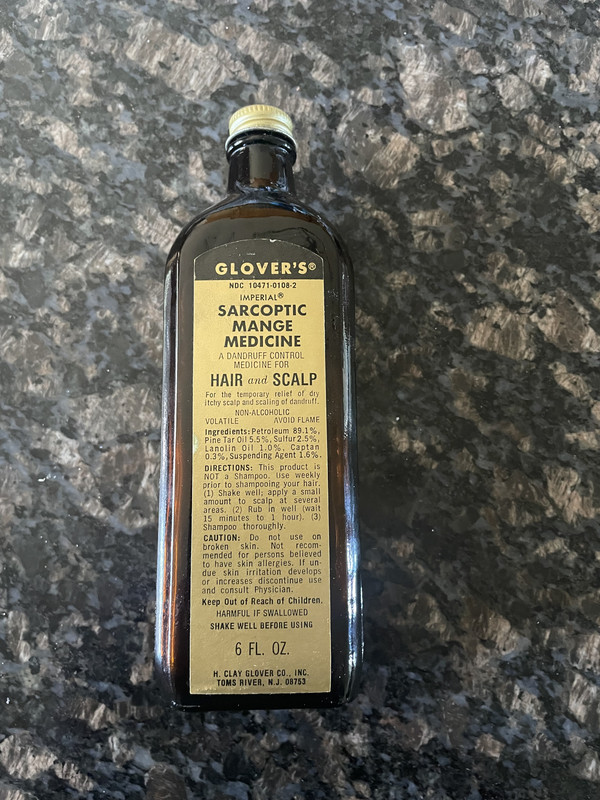 GLOVER'S®
NDC 10471-0108-2
IMPERIAL®
SARCOPTIC
MANGE
MEDICINE
A DANDRUFF CONTROL
MEDICINE FOR
HAIR and SCALP
For the temporary relief of dry
itchy scalp and scaling of dandruff.
NON-ALCOHOLIC
VOLATILE AVOID FLAME
Ingredients: Petroleum 89.1%,
Pine Tar Oil 5.5%, Sulfur 2.5%,
Lanolin Oil 1.0%, Captan
0.3%, Suspending Agent 1.6%.
DIRECTIONS: This product is
NOT a Shampoo. Use weekly
prior to shampooing your hair.
(1) Shake well; apply a small
amount to scalp at several
areas. (2) Rub in well (wait
15 minutes to 1 hour). (3)
Shampoo thoroughly.
CAUTION: Do not use on
broken skin. Not recom-
mended for persons believed
to have skin allergies. If un-
due skin irritation develops
or increases discontinue use
and consult Physician.
Keep Out of Reach of Children.
HARMFUL IF SWALLOWED
SHAKE WELL BEFORE USING
6 FL. OZ.
H. CLAY GLOVER CO., INC.
TOMS RIVER, N.J. 08753